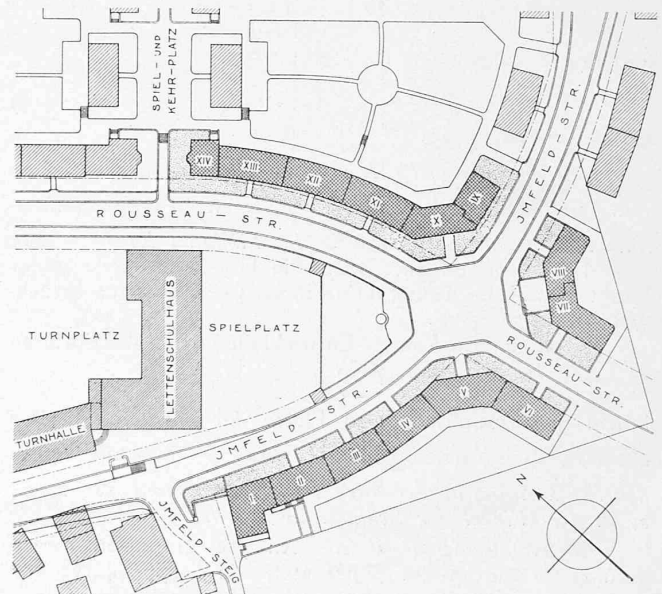 SPIEL- UND
KEHR-PLATZ
JMFELD-STR.
XIV
XIII
XII
XI
X
IX
ROUSSEAU-STR.
VIII
VII
LETTENSCHULHAUS
TURNPLATZ
SPIELPLATZ
ROUSSEAU-STR.
JMFELD-STR.
V
VI
IV
III
II
I
TURNHALLE
JMFELD-STEIG
N